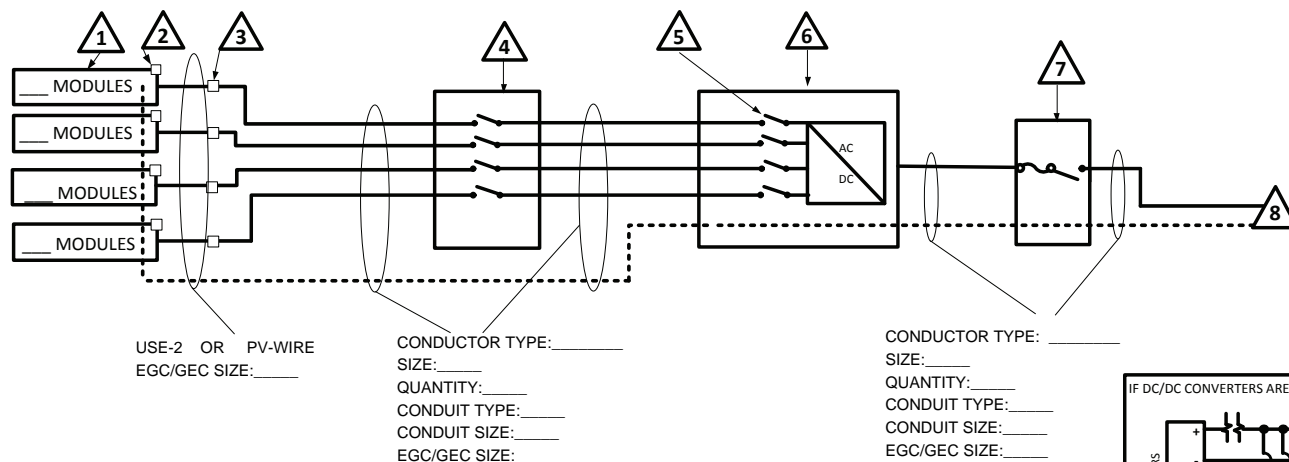 1
2
3
4
5
6
7
8
___ MODULES
___ MODULES
___ MODULES
___ MODULES
AC
DC
USE-2 OR PV-WIRE
EGC/GEC SIZE:_____
CONDUCTOR TYPE:________
SIZE:_____
QUANTITY:_____
CONDUIT TYPE:_____
CONDUIT SIZE:_____
EGC/GEC SIZE:
CONDUCTOR TYPE: ________
SIZE:_____
QUANTITY:_____
CONDUIT TYPE:_____
CONDUIT SIZE:_____
EGC/GEC SIZE:_____
IF DC/DC CONVERTERS ARE
+